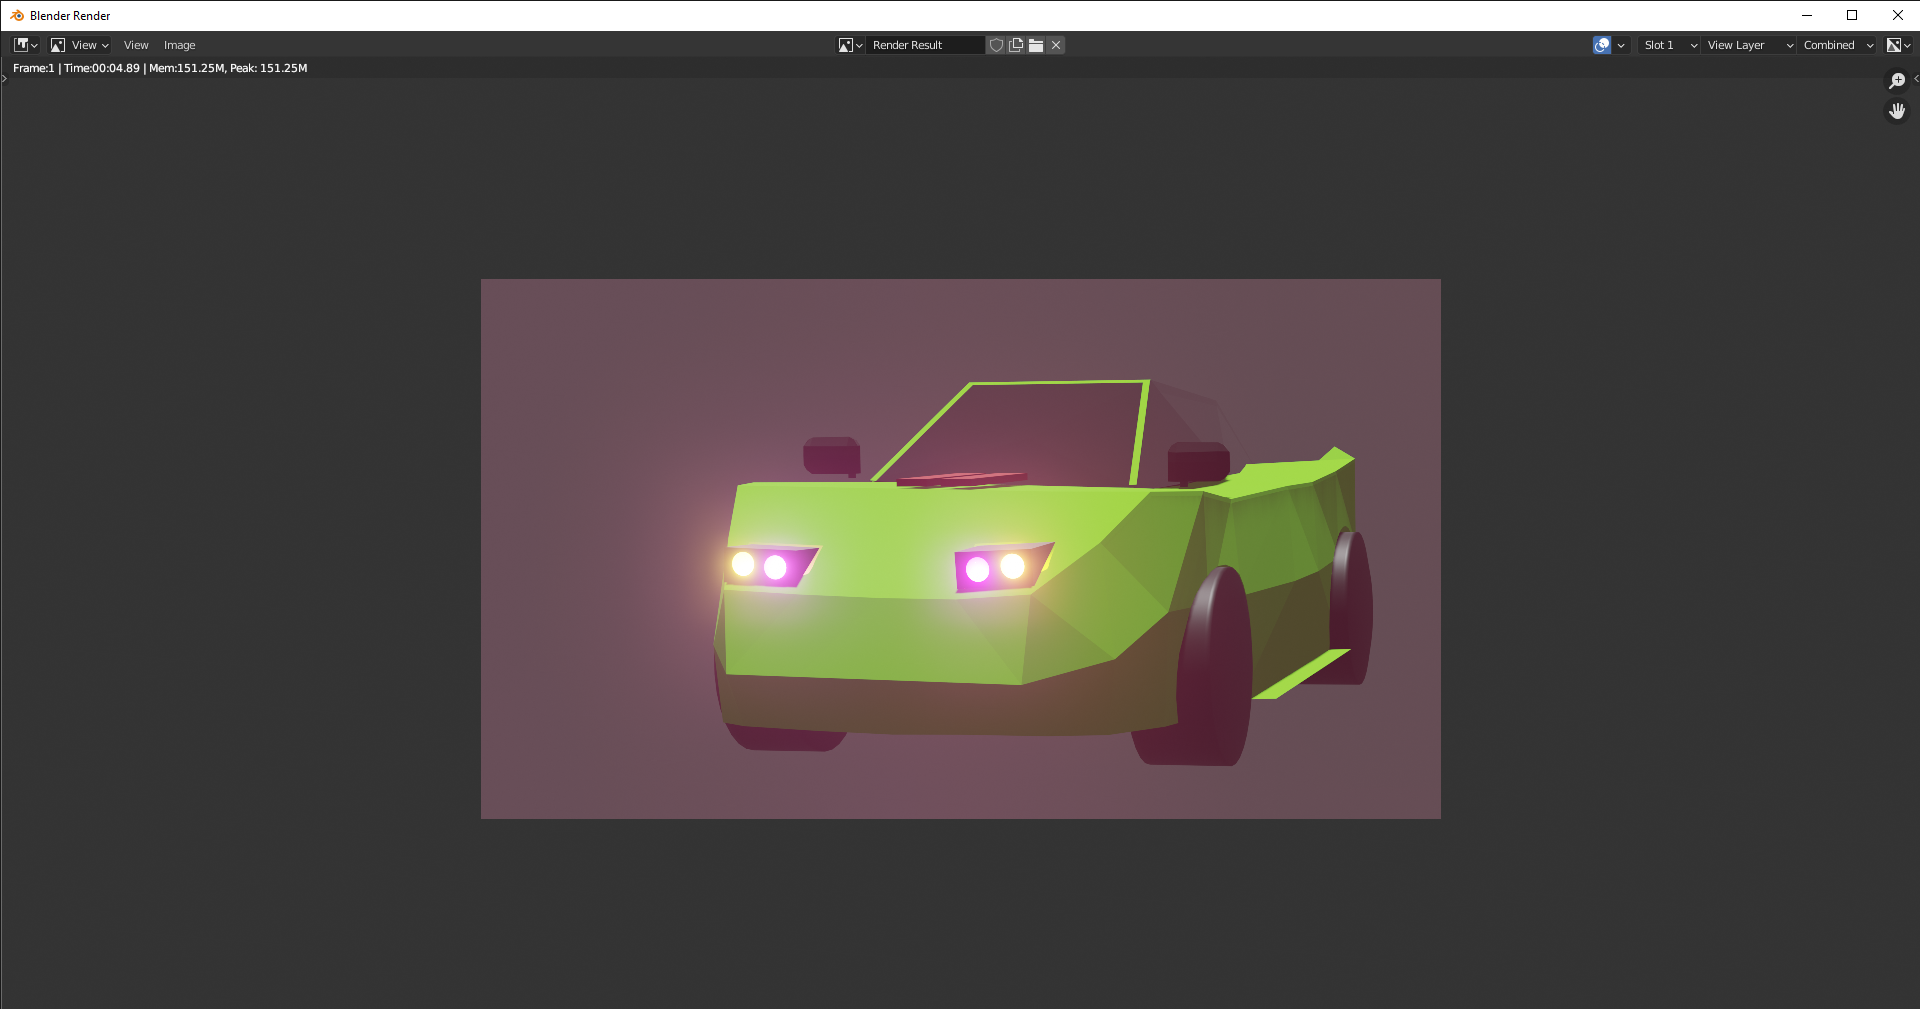 Blender Render
View View Image Render Result Slot 1 View Layer Combined
Frame:1 | Time:00:04.89 | Mem:151.25M, Peak: 151.25M